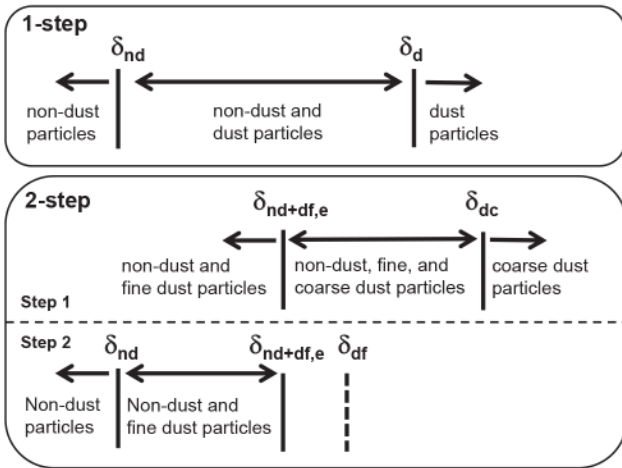 1-step
δnd δd
non-dust particles
non-dust and dust particles
dust particles
2-step
δnd+df,e δdc
non-dust and fine dust particles
non-dust, fine, and coarse dust particles
coarse dust particles
Step 1
Step 2
δnd δnd+df,e δdf
Non-dust particles
Non-dust and fine dust particles